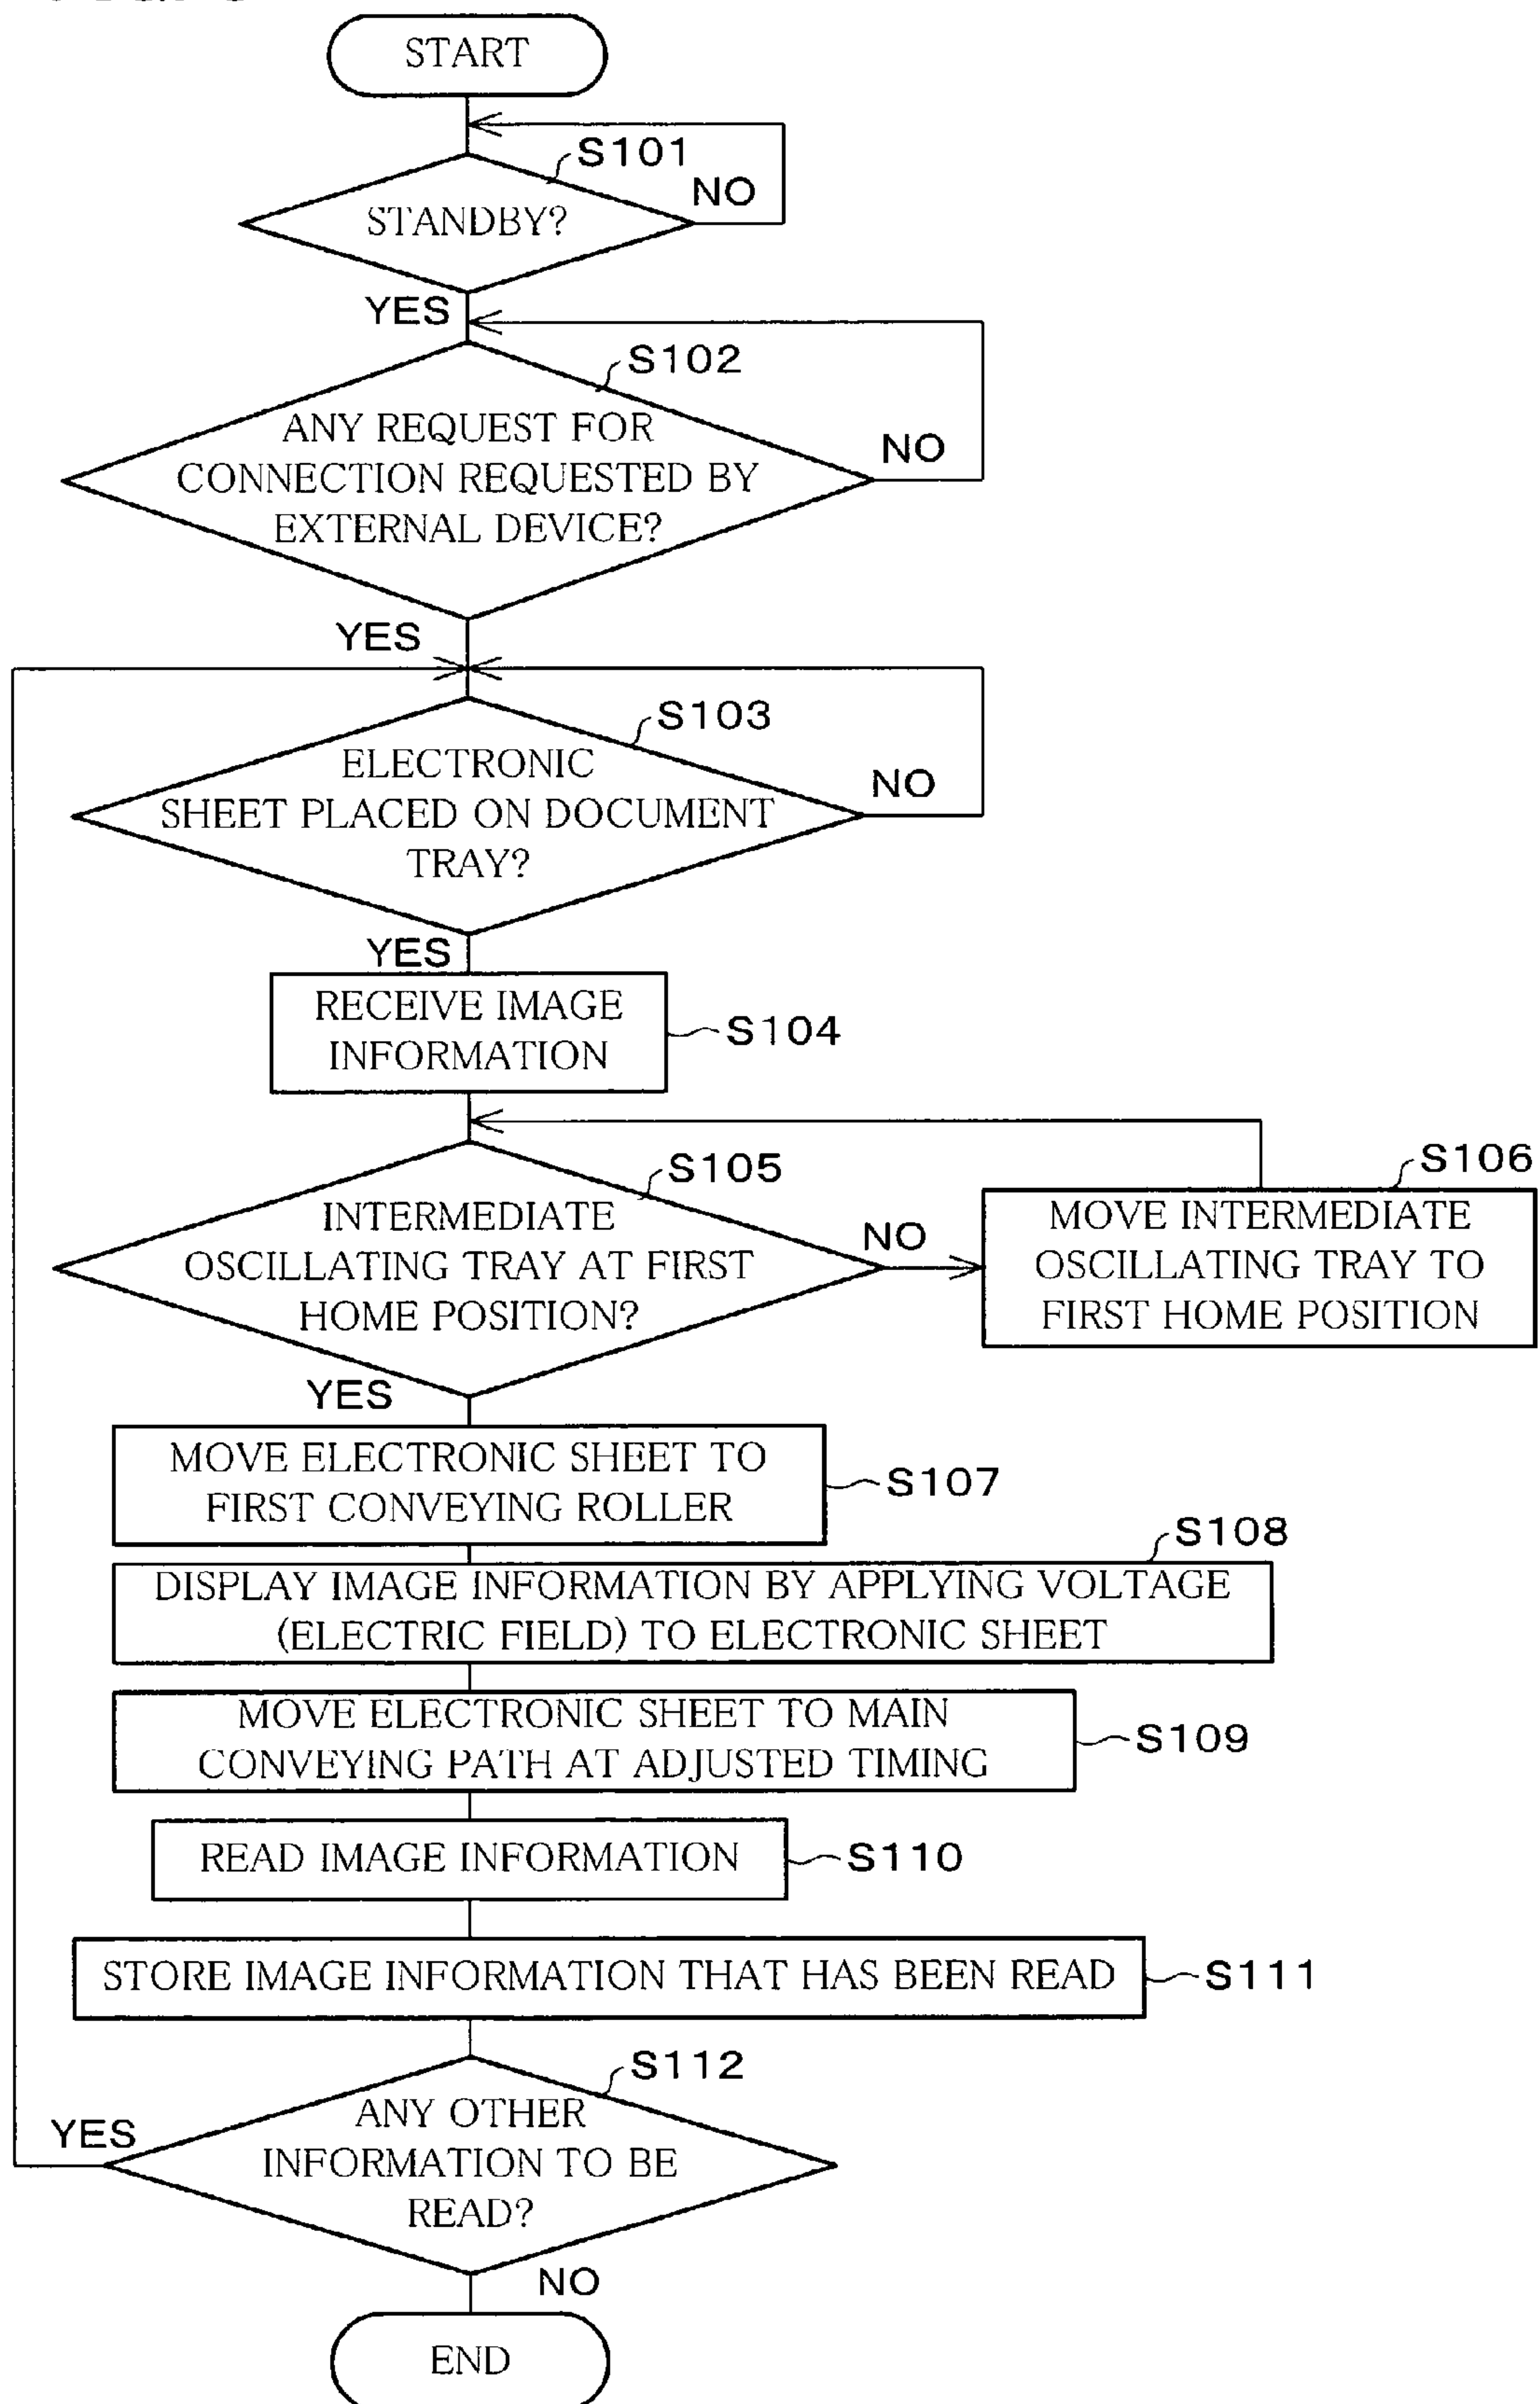 START
S101
NO
STANDBY?
YES
S102
ANY REQUEST FOR
NO
CONNECTION REQUESTED BY
EXTERNAL DEVICE?
YES
S103
ELECTRONIC
NO
SHEET PLACED ON DOCUMENT
TRAY?
YES
RECEIVE IMAGE
INFORMATION
S104
S105
INTERMEDIATE
OSCILLATING TRAY AT FIRST
HOME POSITION?
NO
S106
MOVE INTERMEDIATE
OSCILLATING TRAY TO
FIRST HOME POSITION
YES
MOVE ELECTRONIC SHEET TO
FIRST CONVEYING ROLLER
S107
S108
DISPLAY IMAGE INFORMATION BY APPLYING VOLTAGE
(ELECTRIC FIELD) TO ELECTRONIC SHEET
MOVE ELECTRONIC SHEET TO MAIN
CONVEYING PATH AT ADJUSTED TIMING
S109
READ IMAGE INFORMATION
S110
STORE IMAGE INFORMATION THAT HAS BEEN READ
S111
S112
ANY OTHER
INFORMATION TO BE
READ?
YES
NO
END